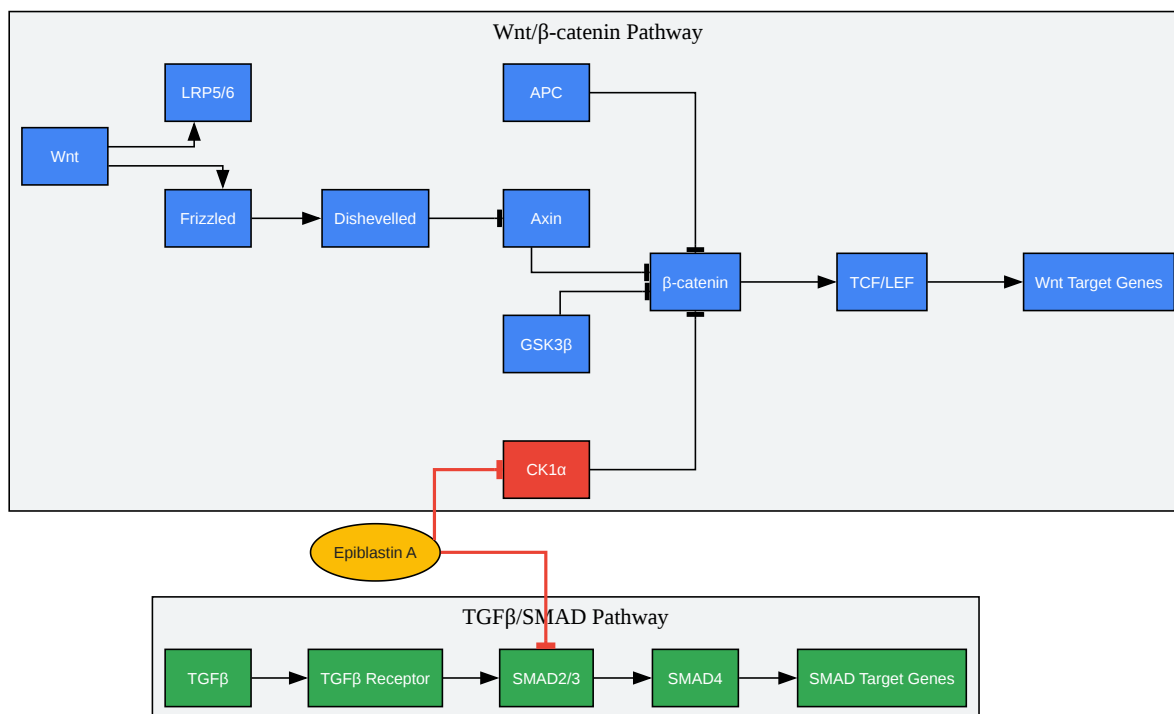 Wnt/β-catenin Pathway
LRP5/6
APC
Wnt
Frizzled
Dishevelled
Axin
β-catenin
TCF/LEF
Wnt Target Genes
GSK3β
CK1α
Epiblastin A
TGFβ/SMAD Pathway
TGFβ
TGFβ Receptor
SMAD2/3
SMAD4
SMAD Target Genes